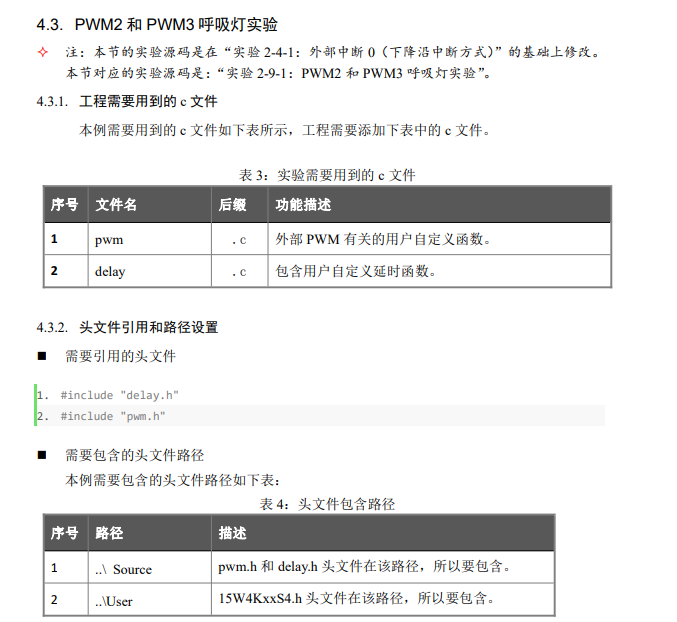 4.3. PWM2 和 PWM3 呼吸灯实验
✧ 注：本节的实验源码是在“实验 2-4-1：外部中断 0（下降沿中断方式）”的基础上修改。
本节对应的实验源码是：“实验 2-9-1：PWM2 和 PWM3 呼吸灯实验”。
4.3.1. 工程需要用到的 c 文件
本例需要用到的 c 文件如下表所示，工程需要添加下表中的 c 文件。
表 3：实验需要用到的 c 文件
序号 文件名 后缀 功能描述
1 pwm .c 外部 PWM 有关的用户自定义函数。
2 delay .c 包含用户自定义延时函数。
4.3.2. 头文件引用和路径设置
■ 需要引用的头文件
1. #include "delay.h"
2. #include "pwm.h"
■ 需要包含的头文件路径
本例需要包含的头文件路径如下表：
表 4：头文件包含路径
序号 路径 描述
1 ..\ Source pwm.h 和 delay.h 头文件在该路径，所以要包含。
2 ..\User 15W4KxxS4.h 头文件在该路径，所以要包含。